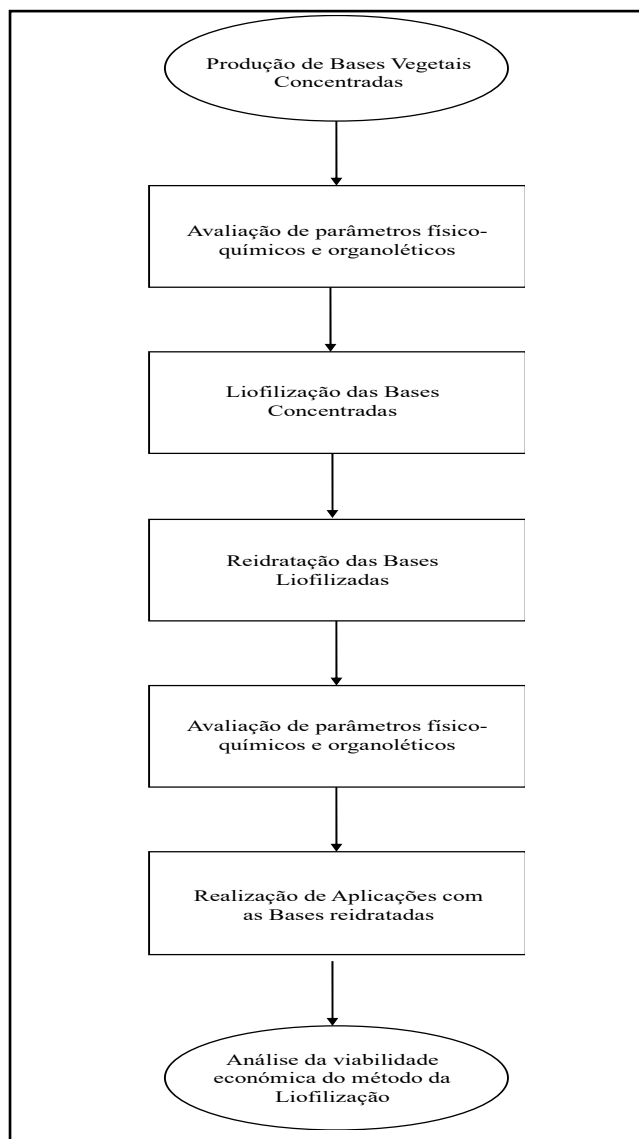 Produção de Bases Vegetais
Concentradas
Avaliação de parâmetros físico-
químicos e organoléticos
Liofilização das Bases
Concentradas
Reidratação das Bases
Liofilizadas
Avaliação de parâmetros físico-
químicos e organoléticos
Realização de Aplicações com
as Bases reidratadas
Análise da viabilidade
económica do método da
Liofilização